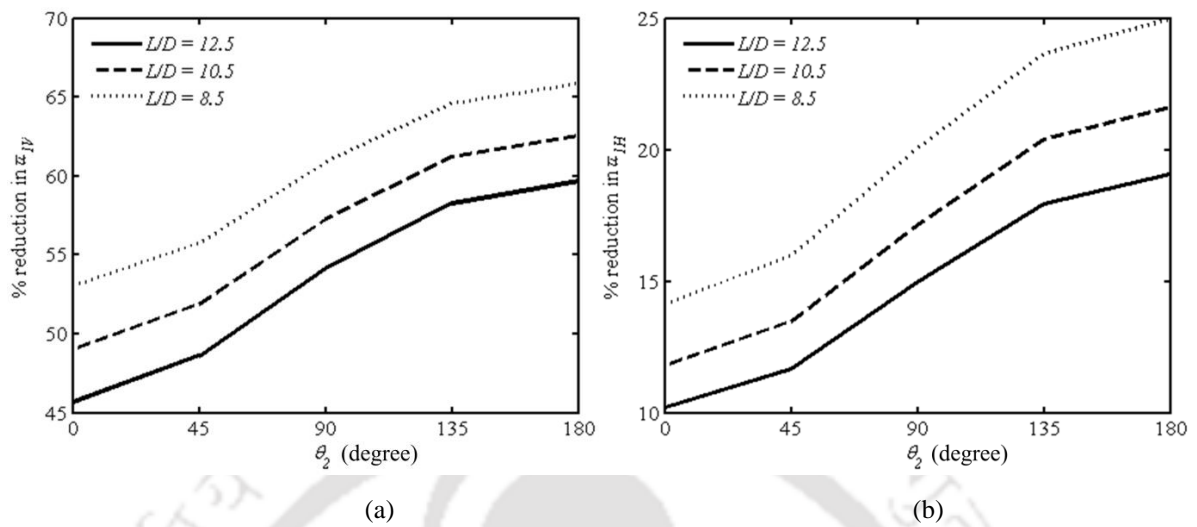 70
65
60
55
50
45
% reduction in ϖ1V
L/D = 12.5
L/D = 10.5
L/D = 8.5
0 45 90 135 180
θ2 (degree)
(a)
25
20
15
10
% reduction in ϖ1H
L/D = 12.5
L/D = 10.5
L/D = 8.5
0 45 90 135 180
θ2 (degree)
(b)